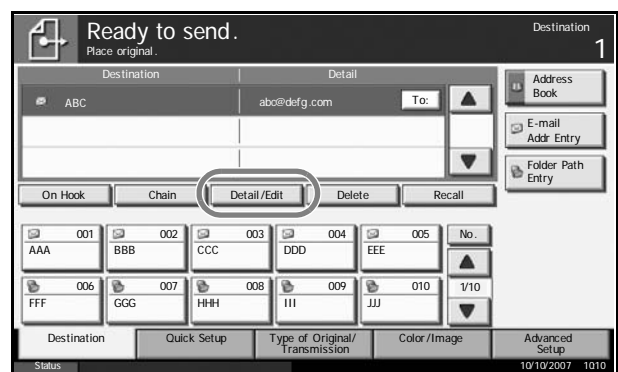 Ready to send.
Place original.
Destination
1
Destination Detail
ABC abc@defg.com To:
Address
Book
E-mail
Addr Entry
Folder Path
Entry
On Hook Chain Detail/Edit Delete Recall
001 002 003 004 005 No.
AAA BBB CCC DDD EEE
006 007 008 009 010 1/10
FFF GGG HHH III JJJ
Destination Quick Setup Type of Original/
Transmission Color/Image Advanced
Setup
Status 10/10/2007 1010